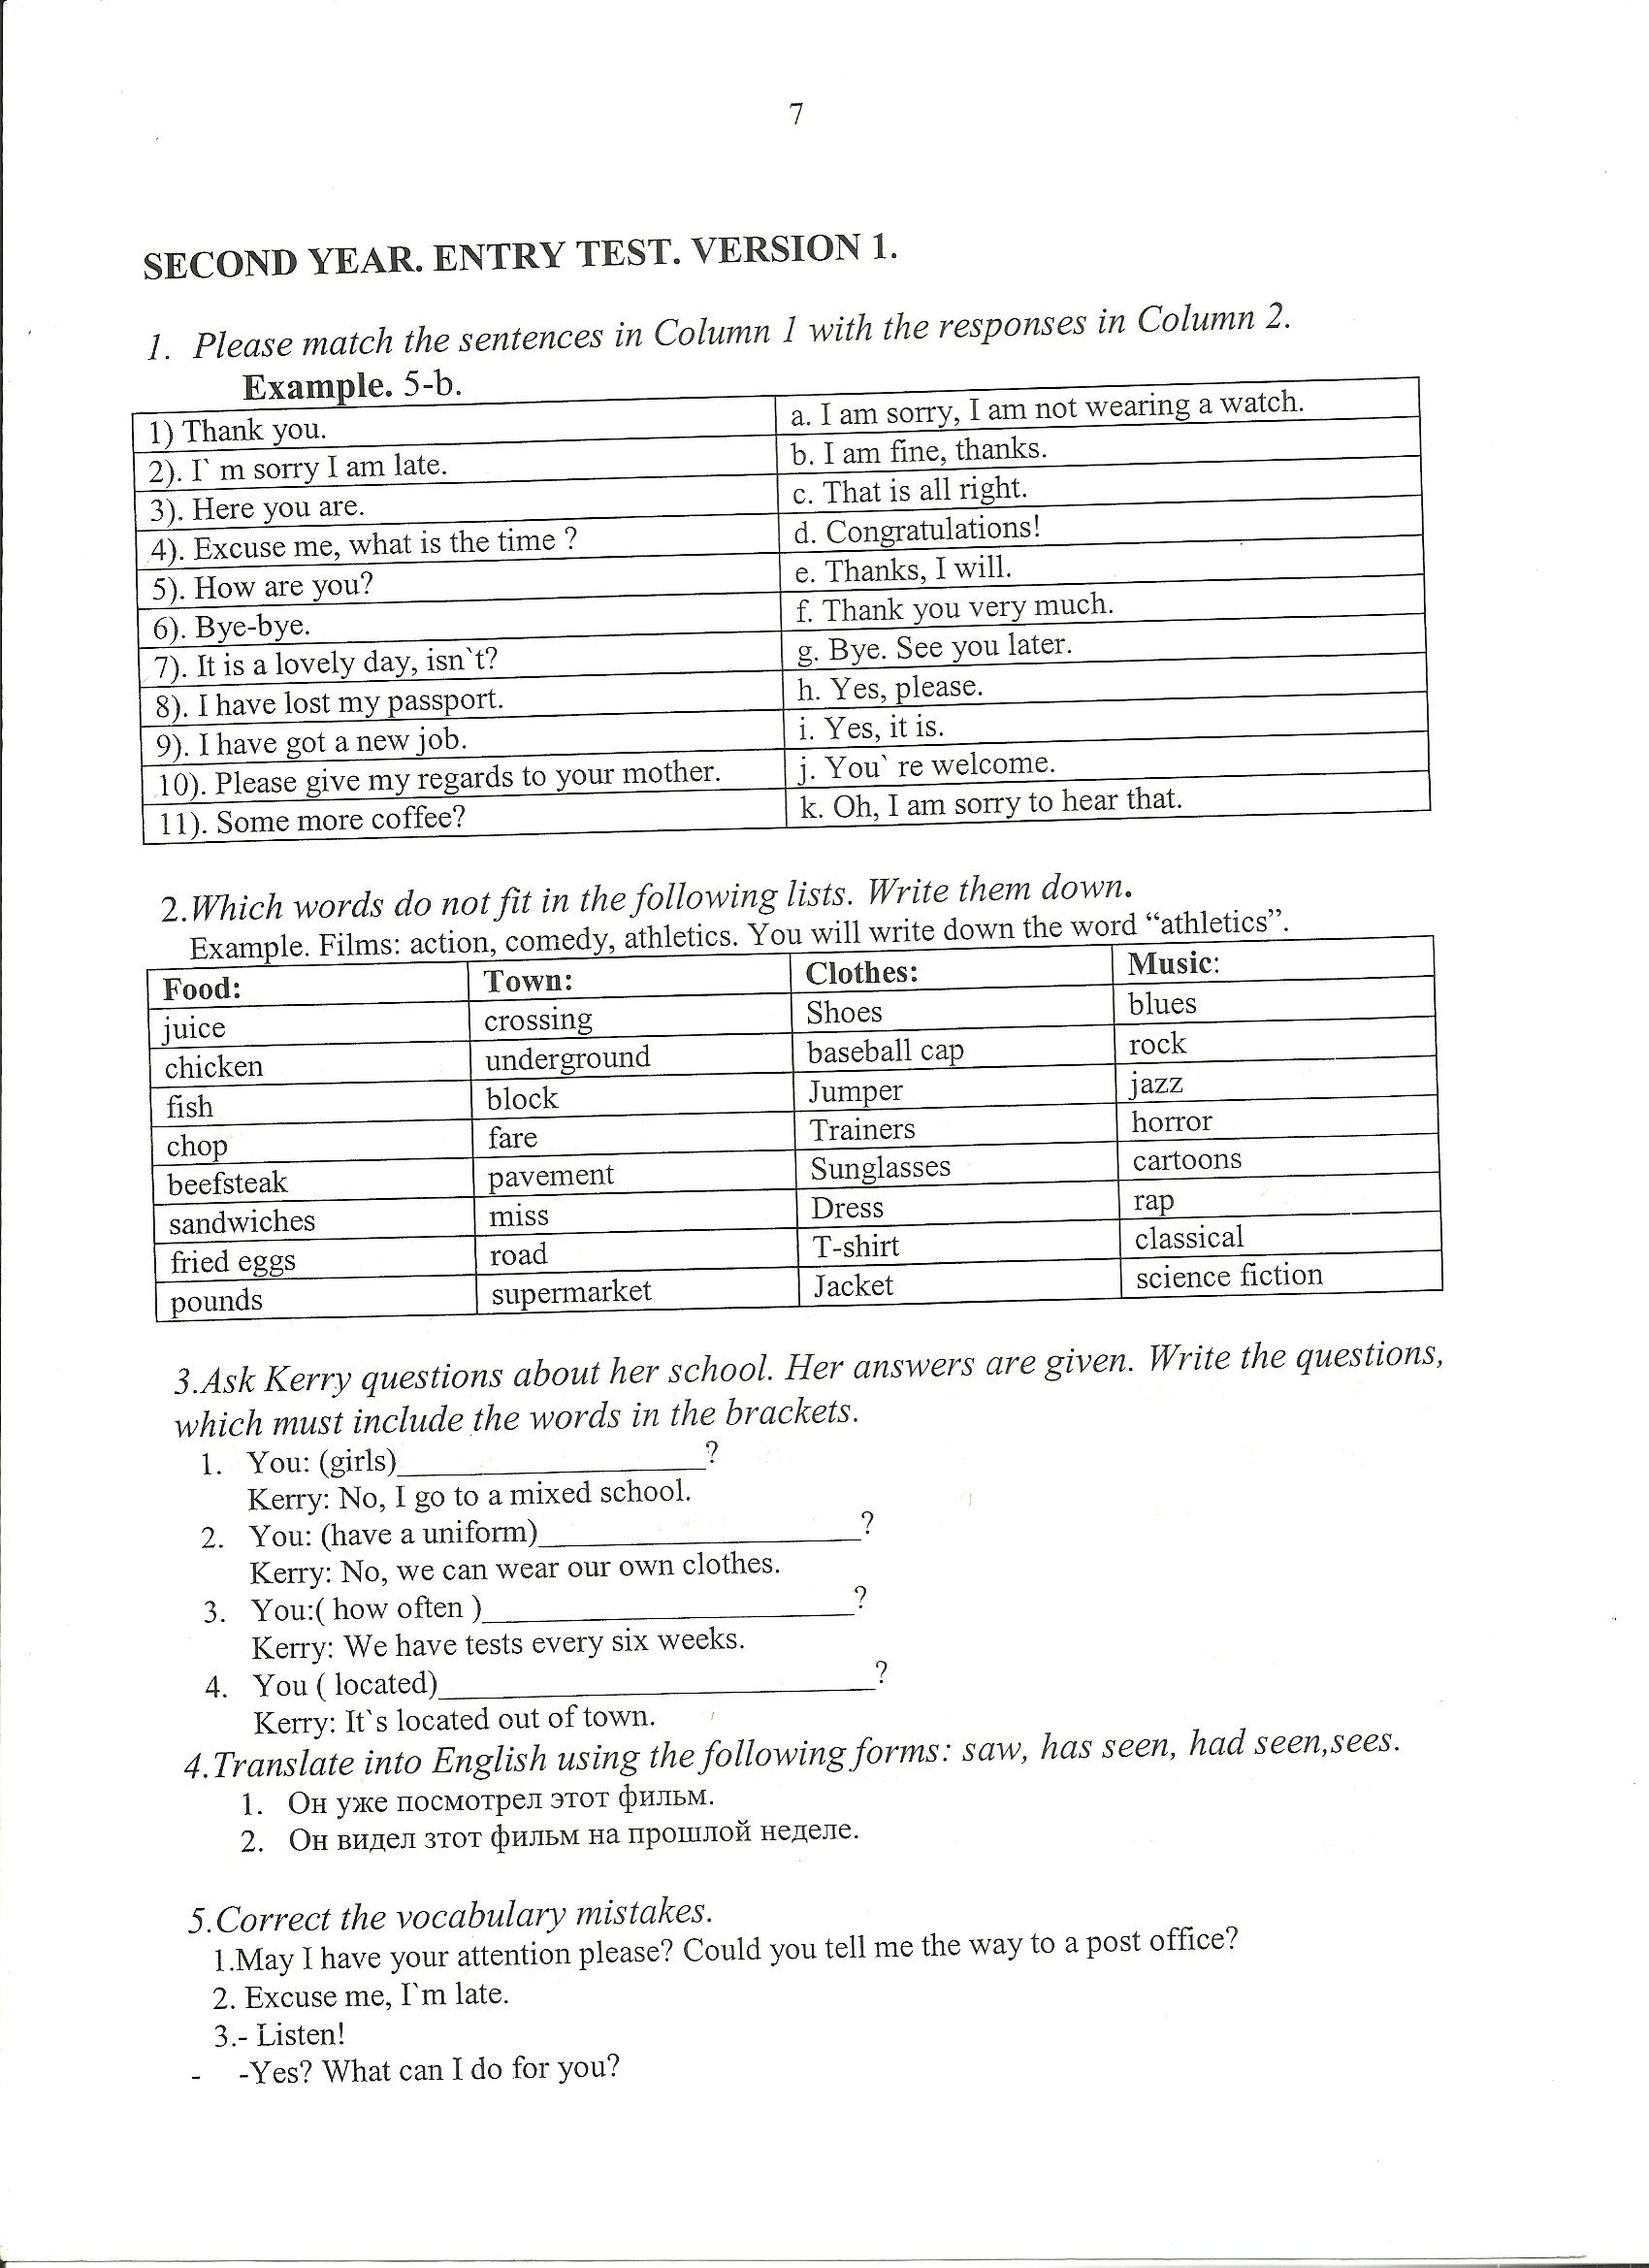 7
SECOND YEAR. ENTRY TEST. VERSION 1.
1. Please match the sentences in Column 1 with the responses in Column 2.
Example. 5-b.
1) Thank you. a. I am sorry, I am not wearing a watch.
2). I` m sorry I am late. b. I am fine, thanks.
3). Here you are. c. That is all right.
4). Excuse me, what is the time ? d. Congratulations!
5). How are you? e. Thanks, I will.
6). Bye-bye. f. Thank you very much.
7). It is a lovely day, isn`t? g. Bye. See you later.
8). I have lost my passport. h. Yes, please.
9). I have got a new job. i. Yes, it is.
10). Please give my regards to your mother. j. You` re welcome.
11). Some more coffee? k. Oh, I am sorry to hear that.
2.Which words do not fit in the following lists. Write them down.
Example. Films: action, comedy, athletics. You will write down the word “athletics”.
Food: Town: Clothes: Music:
juice crossing Shoes blues
chicken underground baseball cap rock
fish block Jumper jazz
chop fare Trainers horror
beefsteak pavement Sunglasses cartoons
sandwiches miss Dress rap
fried eggs road T-shirt classical
pounds supermarket Jacket science fiction
3.Ask Kerry questions about her school. Her answers are given. Write the questions,
which must include the words in the brackets.
1. You: (girls)____________________?
Kerry: No, I go to a mixed school.
2. You: (have a uniform)____________________?
Kerry: No, we can wear our own clothes.
3. You:( how often )____________________?
Kerry: We have tests every six weeks.
4. You ( located)____________________?
Kerry: It`s located out of town.
4.Translate into English using the following forms: saw, has seen, had seen,sees.
1. Он уже посмотрел этот фильм.
2. Он видел зтот фильм на прошлой неделе.
5.Correct the vocabulary mistakes.
1.May I have your attention please? Could you tell me the way to a post office?
2. Excuse me, I`m late.
3.- Listen!
- -Yes? What can I do for you?